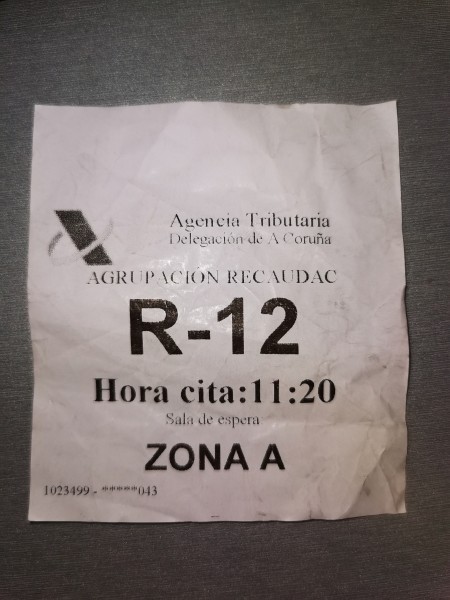 Agencia Tributaria
Delegación de A Coruña
AGRUPACION RECAUDAC
R-12
Hora cita:11:20
Sala de espera
ZONA A
1023499 - *****043